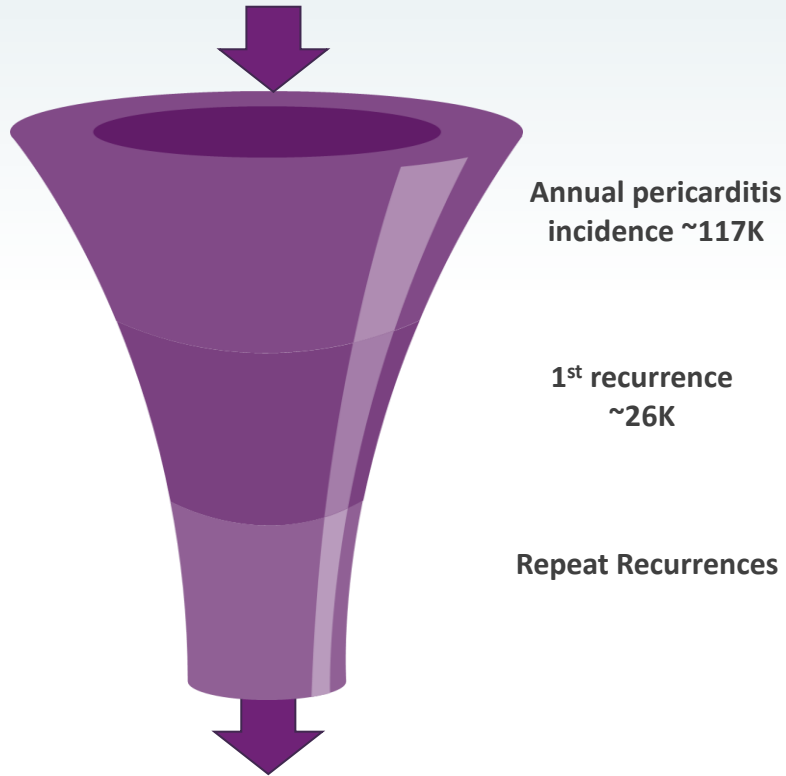 Annual pericarditis
incidence ~117K
1st recurrence
~26K
Repeat Recurrences